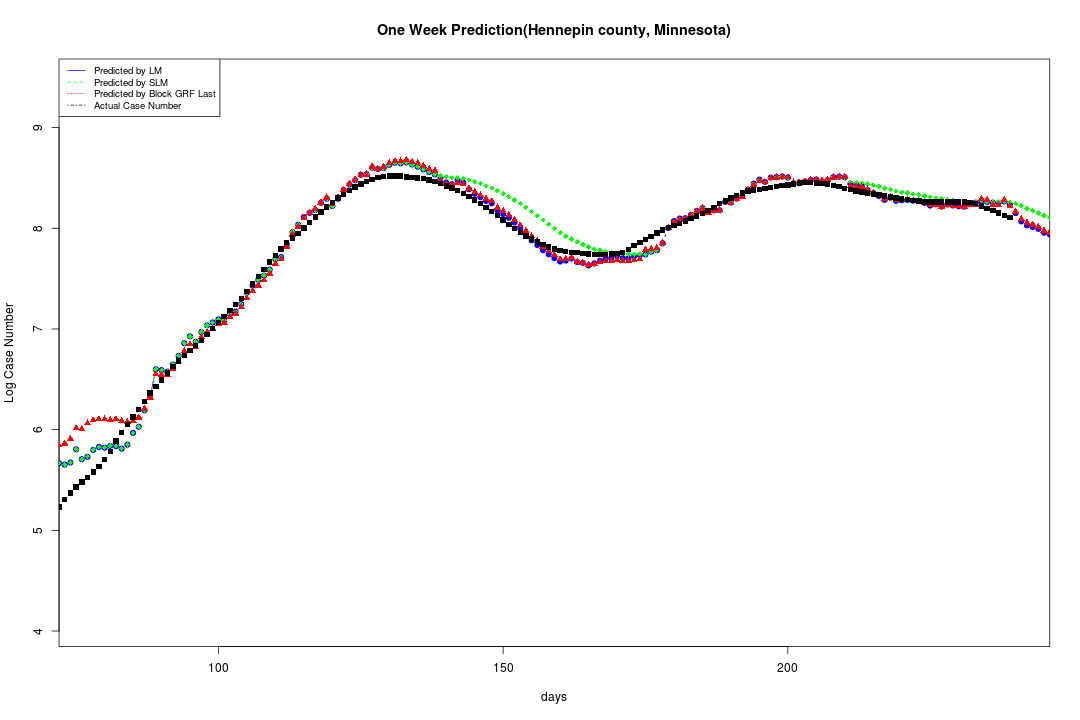 One Week Prediction(Hennepin county, Minnesota)
Predicted by LM
Predicted by SLM
Predicted by Block GRF Last
Actual Case Number
9
8
7
6
5
4
Log Case Number
100 150 200
days